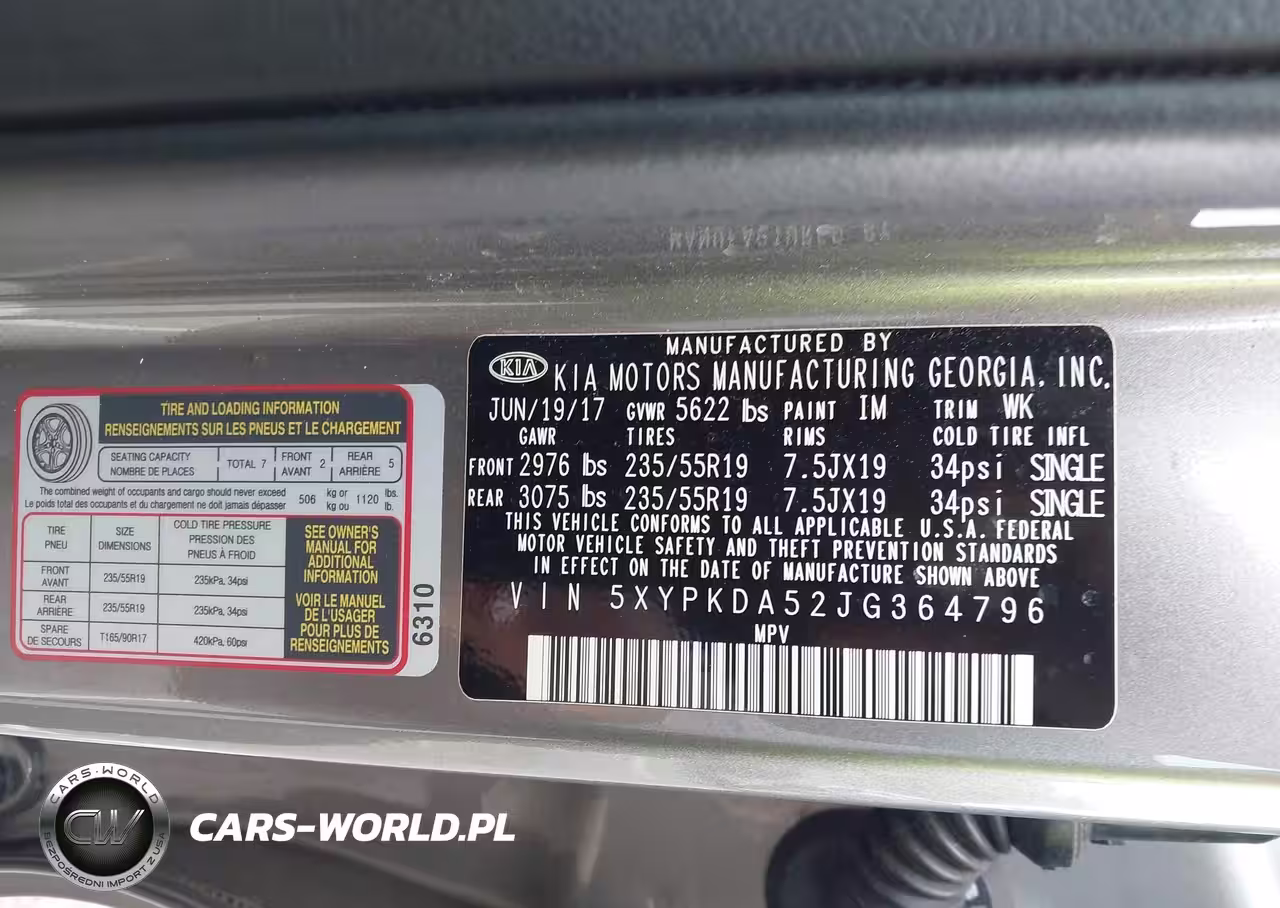 MANUFACTURED BY
KIA KIA MOTORS MANUFACTURING GEORGIA, INC.
JUN/19/17 GVWR 5622 lbs PAINT IM TRIM WK
GAWR TIRES RIMS COLD TIRE INFL
FRONT 2976 lbs 235/55R19 7.5JX19 34psi SINGLE
REAR 3075 lbs 235/55R19 7.5JX19 34psi SINGLE
THIS VEHICLE CONFORMS TO ALL APPLICABLE U.S.A. FEDERAL
MOTOR VEHICLE SAFETY AND THEFT PREVENTION STANDARDS
IN EFFECT ON THE DATE OF MANUFACTURE SHOWN ABOVE
VIN 5XYPKDA52JG364796
MPV
TIRE AND LOADING INFORMATION
RENSEIGNEMENTS SUR LES PNEUS ET LE CHARGEMENT
SEATING CAPACITY
NOMBRE DE PLACES
TOTAL 7
FRONT
AVANT 2
REAR
ARRIÈRE 5
The combined weight of occupants and cargo should never exceed 506 kg or 1120 lbs.
Le poids total des occupants et du chargement ne doit jamais dépasser kg ou lb.
TIRE
PNEU
SIZE
DIMENSIONS
COLD TIRE PRESSURE
PRESSION DES
PNEUS À FROID
FRONT
AVANT
235/55R19
235kPa, 34psi
REAR
ARRIÈRE
235/55R19
235kPa, 34psi
SPARE
DE SECOURS
T165/90R17
420kPa, 60psi
SEE OWNER'S
MANUAL FOR
ADDITIONAL
INFORMATION
VOIR LE MANUEL
DE L'USAGER
POUR PLUS DE
RENSEIGNEMENTS
6310
CARS-WORLD
CW
BEZPOŚREDNI IMPORT Z USA
CARS-WORLD.PL